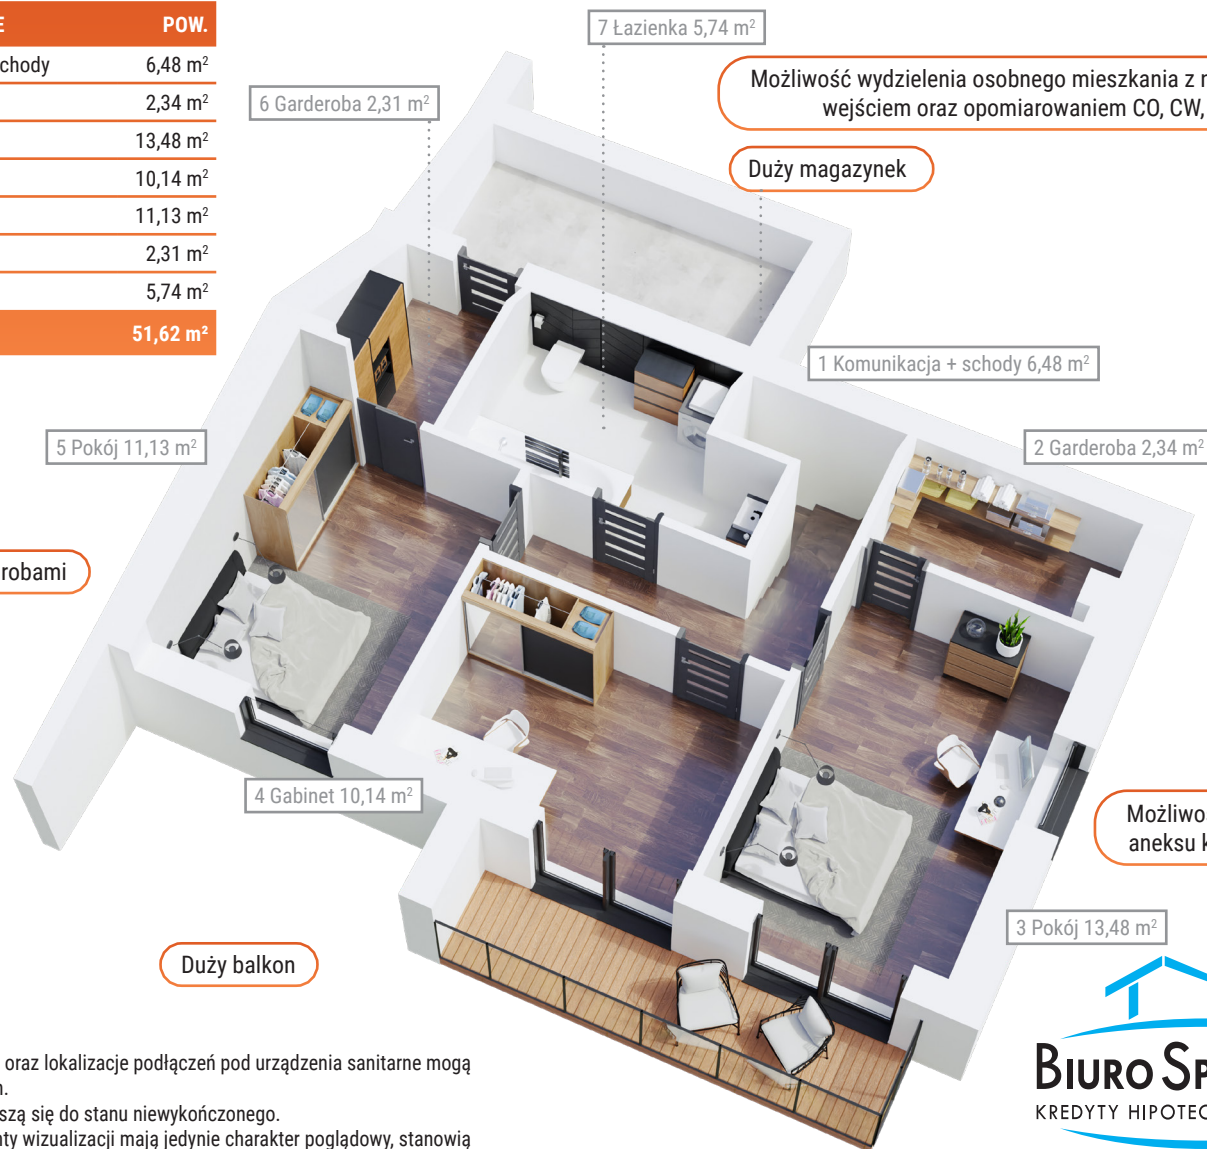 E POW.
chody 6,48 m²
2,34 m²
13,48 m²
10,14 m²
11,13 m²
2,31 m²
5,74 m²
51,62 m²
7 Łazienka 5,74 m²
6 Garderoba 2,31 m²
Możliwość wydzielenia osobnego mieszkania z n
wejściem oraz opomiarowaniem CO, CW,
Duży magazynek
1 Komunikacja + schody 6,48 m²
2 Garderoba 2,34 m²
5 Pokój 11,13 m²
robami
4 Gabinet 10,14 m²
Możliwoś
aneksu k
3 Pokój 13,48 m²
Duży balkon
oraz lokalizacje podłączeń pod urządzenia sanitarne mogą
h.
szą się do stanu niewykończonego.
nty wizualizacji mają jedynie charakter poglądowy, stanowią
BIURO SP
KREDYTY HIPOTEC